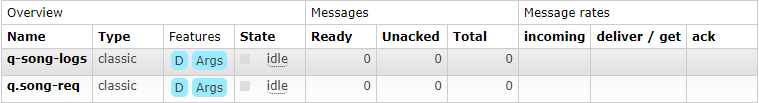 Overview Messages Message rates
Name Type Features State Ready Unacked Total incoming deliver / get ack
q-song-logs classic D Args idle 0 0 0
q.song-req classic D Args idle 0 0 0